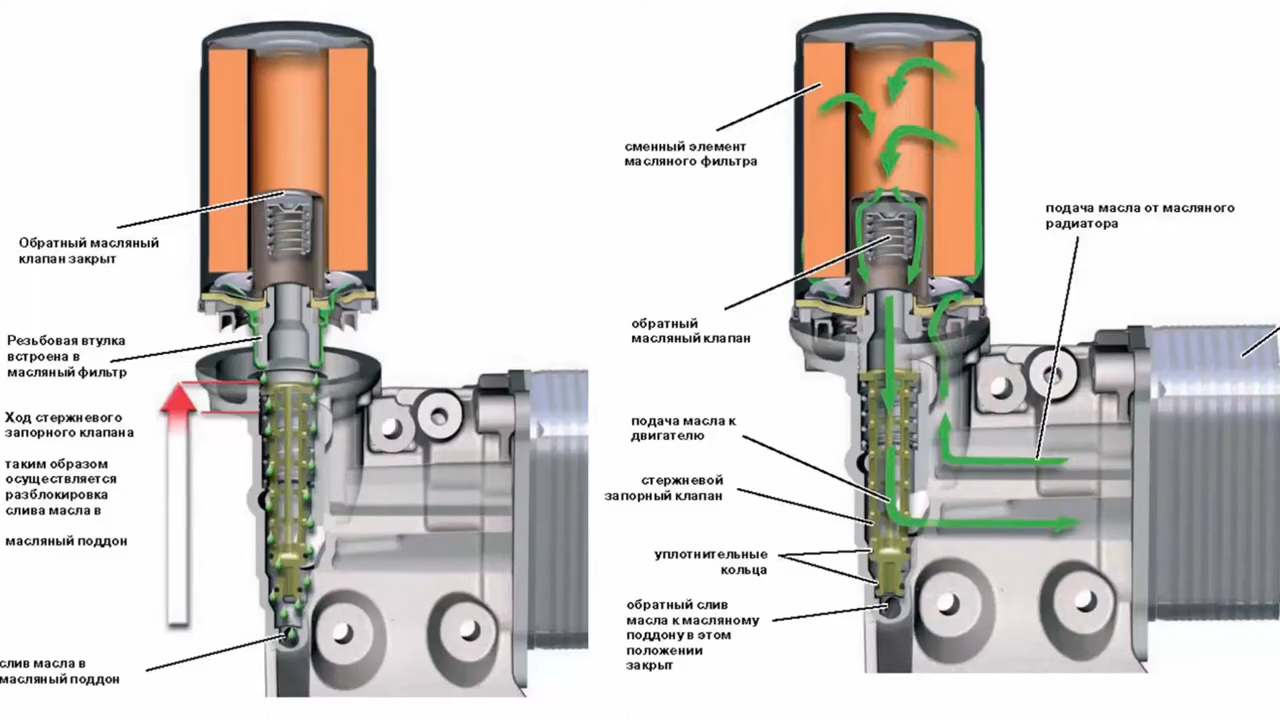 Обратный масляный
клапан закрыт
Резьбовая втулка
встроена в
масляный фильтр
Ход стержневого
запорного клапана
таким образом
осуществляется
разблокировка
слива масла в
масляный поддон
слив масла в
масляный поддон
сменный элемент
масляного фильтра
подача масла от масляного
радиатора
обратный
масляный клапан
подача масла к
двигателю
стержневой
запорный клапан
уплотнительные
кольца
обратный слив
масла к масляному
поддону в этом
положении
закрыт